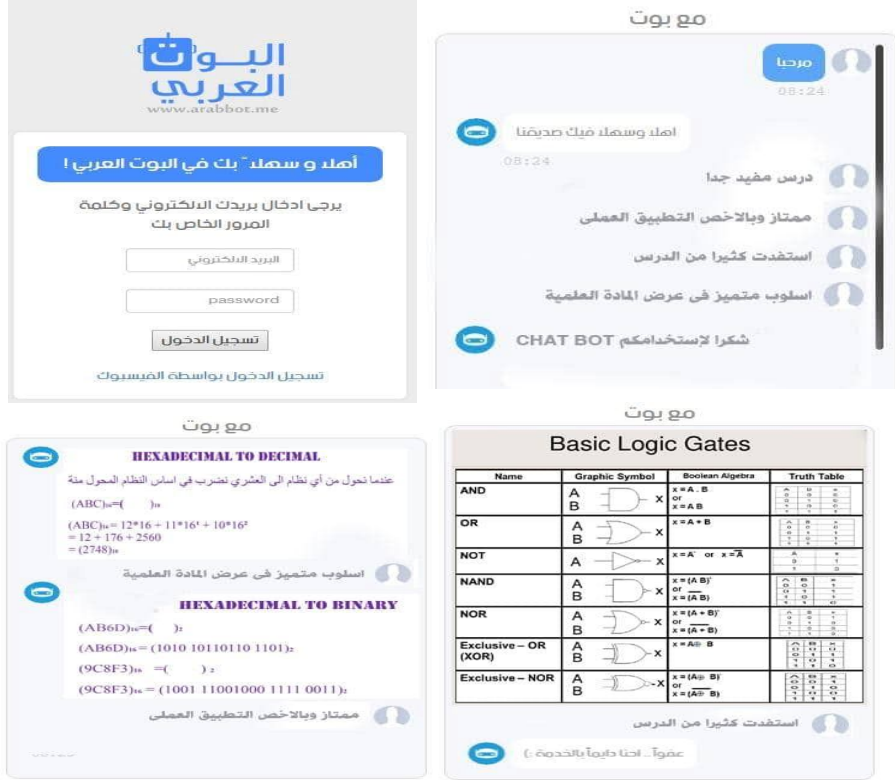 البوت
العربي
www.arabbot.me
أهلا و سهلا ً بك في البوت العربي !
يرجى ادخال بريدك الالكتروني وكلمة
المرور الخاص بك
البريد الالكتروني
password
تسجيل الدخول
تسجيل الدخول بواسطة الفيسبوك
مع بوت
مرحبا
08:24
اهلا وسهلا فيك صديقنا
08:24
درس مفيد جدا
ممتاز وبالاخص التطبيق العملى
استفدت كثيرا من الدرس
اسلوب متميز فى عرض المادة العلمية
شكرا لإستخدامكم CHAT BOT
مع بوت
HEXADECIMAL TO DECIMAL
عندما نحول من أي نظام الى العشري نضرب في اساس النظام المحول منة
(ABC)₁₆=( )₁₀
(ABC)₁₆ = 12*16 + 11*16¹ + 10*16²
= 12 + 176 + 2560
= (2748)₁₀
اسلوب متميز فى عرض المادة العلمية
HEXADECIMAL TO BINARY
(AB6D)₁₆=( )₂
(AB6D)₁₆ = (1010 10110110 1101)₂
(9C8F3)₁₆ =( )₂
(9C8F3)₁₆ = (1001 11001000 1111 0011)₂
ممتاز وبالاخص التطبيق العملى
مع بوت
Basic Logic Gates
Name Graphic Symbol Boolean Algebra Truth Table
AND A B X x = A . B or x = A B
OR A B X x = A + B
NOT A X x = A' or x = A̅
NAND A B X x = (A B)' or x = (A B)
NOR A B X x = (A + B)' or x = (A + B)
Exclusive – OR (XOR) A B X x = A⊕ B
Exclusive – NOR A B X x = (A⊕ B)' or x = (A⊕ B)
استفدت كثيرا من الدرس
عفواً.. احنا دايماً بالخدمة :)